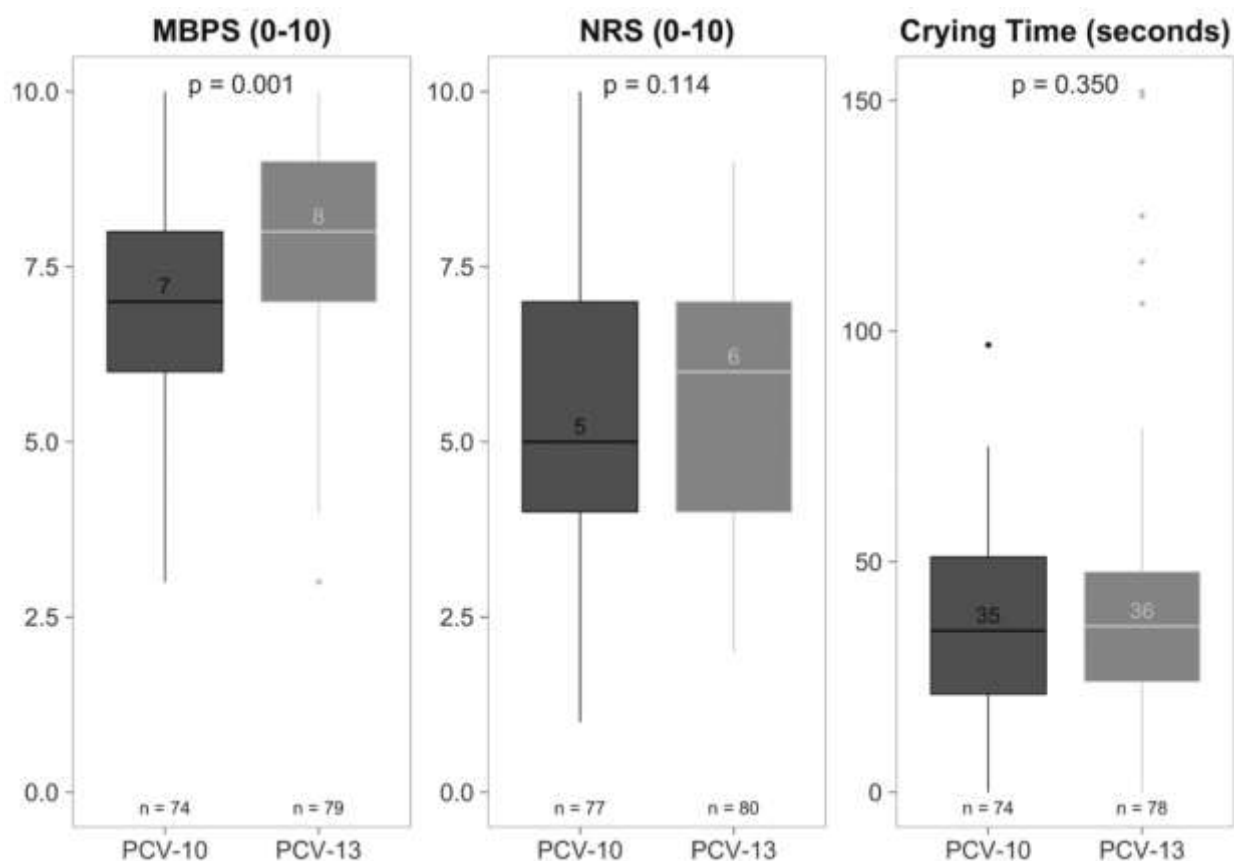 MBPS (0-10)
NRS (0-10)
Crying Time (seconds)
p = 0.001
p = 0.114
p = 0.350
10.0
7.5
5.0
2.5
0.0
7
8
n = 74
n = 79
PCV-10
PCV-13
10.0
7.5
5.0
2.5
0.0
5
6
n = 77
n = 80
PCV-10
PCV-13
150
100
50
0
35
36
n = 74
n = 78
PCV-10
PCV-13